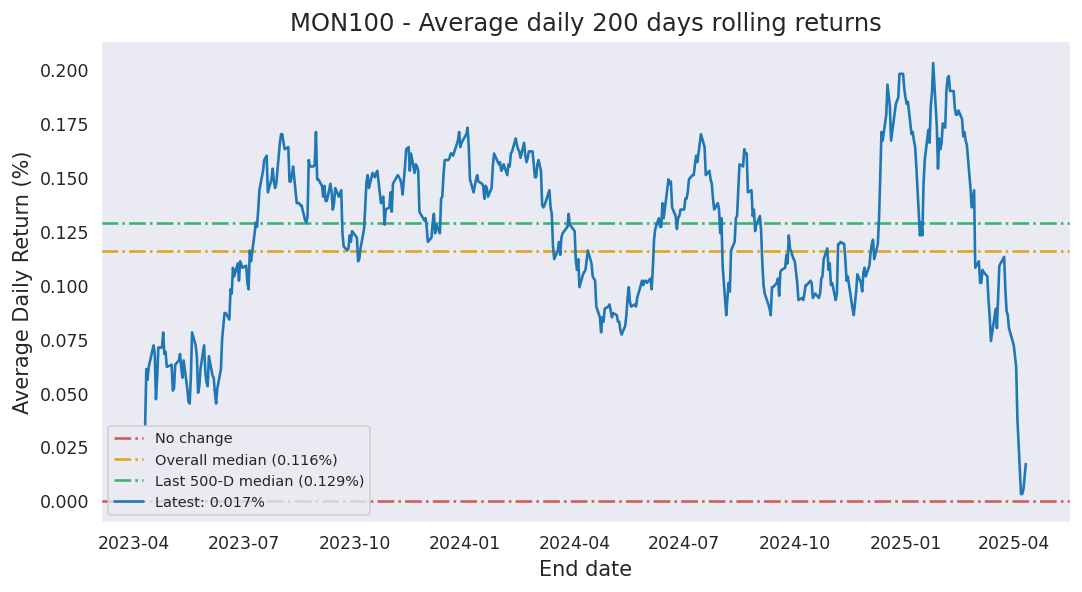 MON100 - Average daily 200 days rolling returns
Average Daily Return (%)
0.200
0.175
0.150
0.125
0.100
0.075
0.050
0.025
0.000
No change
Overall median (0.116%)
Last 500-D median (0.129%)
Latest: 0.017%
2023-04 2023-07 2023-10 2024-01 2024-04 2024-07 2024-10 2025-01 2025-04
End date